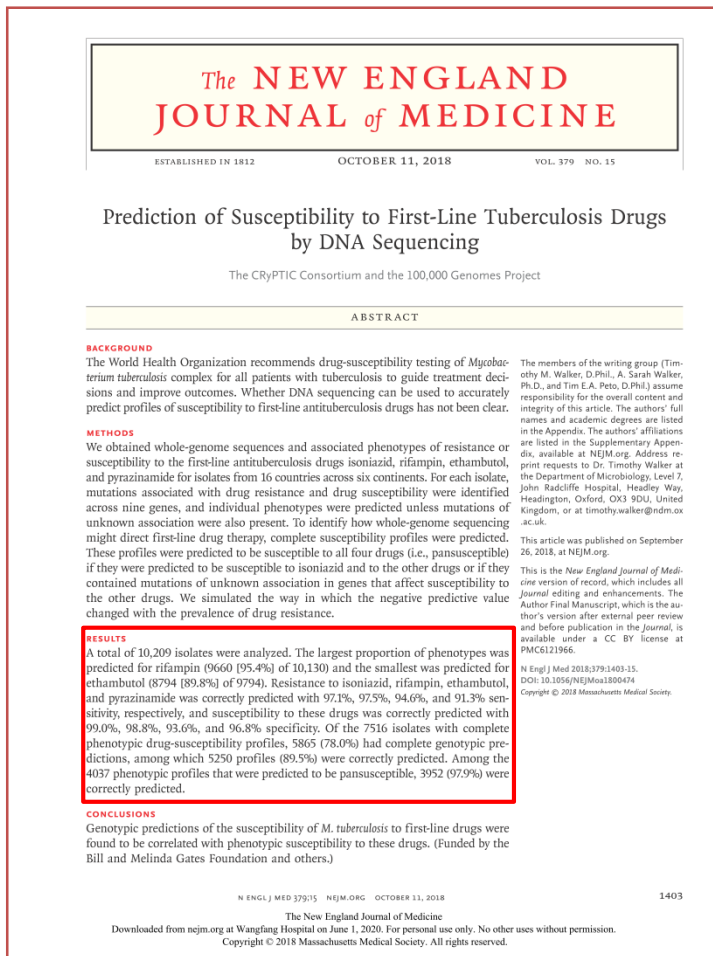 The NEW ENGLAND
JOURNAL of MEDICINE
ESTABLISHED IN 1812 OCTOBER 11, 2018 VOL. 379 NO. 15
Prediction of Susceptibility to First-Line Tuberculosis Drugs
by DNA Sequencing
The CRyPTIC Consortium and the 100,000 Genomes Project
ABSTRACT
BACKGROUND
The World Health Organization recommends drug-susceptibility testing of Mycobac-
terium tuberculosis complex for all patients with tuberculosis to guide treatment deci-
sions and improve outcomes. Whether DNA sequencing can be used to accurately
predict profiles of susceptibility to first-line antituberculosis drugs has not been clear.
METHODS
We obtained whole-genome sequences and associated phenotypes of resistance or
susceptibility to the first-line antituberculosis drugs isoniazid, rifampin, ethambutol,
and pyrazinamide for isolates from 16 countries across six continents. For each isolate,
mutations associated with drug resistance and drug susceptibility were identified
across nine genes, and individual phenotypes were predicted unless mutations of
unknown association were also present. To identify how whole-genome sequencing
might direct first-line drug therapy, complete susceptibility profiles were predicted.
These profiles were predicted to be susceptible to all four drugs (i.e., pansusceptible)
if they were predicted to be susceptible to isoniazid and to the other drugs or if they
contained mutations of unknown association in genes that affect susceptibility to
the other drugs. We simulated the way in which the negative predictive value
changed with the prevalence of drug resistance.
RESULTS
A total of 10,209 isolates were analyzed. The largest proportion of phenotypes was
predicted for rifampin (9660 [95.4%] of 10,130) and the smallest was predicted for
ethambutol (8794 [89.8%] of 9794). Resistance to isoniazid, rifampin, ethambutol,
and pyrazinamide was correctly predicted with 97.1%, 97.5%, 94.6%, and 91.3% sen-
sitivity, respectively, and susceptibility to these drugs was correctly predicted with
99.0%, 98.8%, 93.6%, and 96.8% specificity. Of the 7516 isolates with complete
phenotypic drug-susceptibility profiles, 5865 (78.0%) had complete genotypic pre-
dictions, among which 5250 profiles (89.5%) were correctly predicted. Among the
4037 phenotypic profiles that were predicted to be pansusceptible, 3952 (97.9%) were
correctly predicted.
CONCLUSIONS
Genotypic predictions of the susceptibility of M. tuberculosis to first-line drugs were
found to be correlated with phenotypic susceptibility to these drugs. (Funded by the
Bill and Melinda Gates Foundation and others.)
The members of the writing group (Tim-
othy M. Walker, D.Phil., A. Sarah Walker,
Ph.D., and Tim E.A. Peto, D.Phil.) assume
responsibility for the overall content and
integrity of this article. The authors' full
names and academic degrees are listed
in the Appendix. The authors' affiliations
are listed in the Supplementary Appen-
dix, available at NEJM.org. Address re-
print requests to Dr. Timothy Walker at
the Department of Microbiology, Level 7,
John Radcliffe Hospital, Headley Way,
Headington, Oxford, OX3 9DU, United
Kingdom, or at timothy.walker@ndm.ox
.ac.uk.
This article was published on September
26, 2018, at NEJM.org.
This is the New England Journal of Medi-
cine version of record, which includes all
Journal editing and enhancements. The
Author Final Manuscript, which is the au-
thor's version after external peer review
and before publication in the Journal, is
available under a CC BY license at
PMC6121966.
N Engl J Med 2018;379:1403-15.
DOI: 10.1056/NEJMoa1800474
Copyright © 2018 Massachusetts Medical Society.
N ENGL J MED 379;15 NEJM.ORG OCTOBER 11, 2018 1403
The New England Journal of Medicine
Downloaded from nejm.org at Wangfang Hospital on June 1, 2020. For personal use only. No other uses without permission.
Copyright © 2018 Massachusetts Medical Society. All rights reserved.